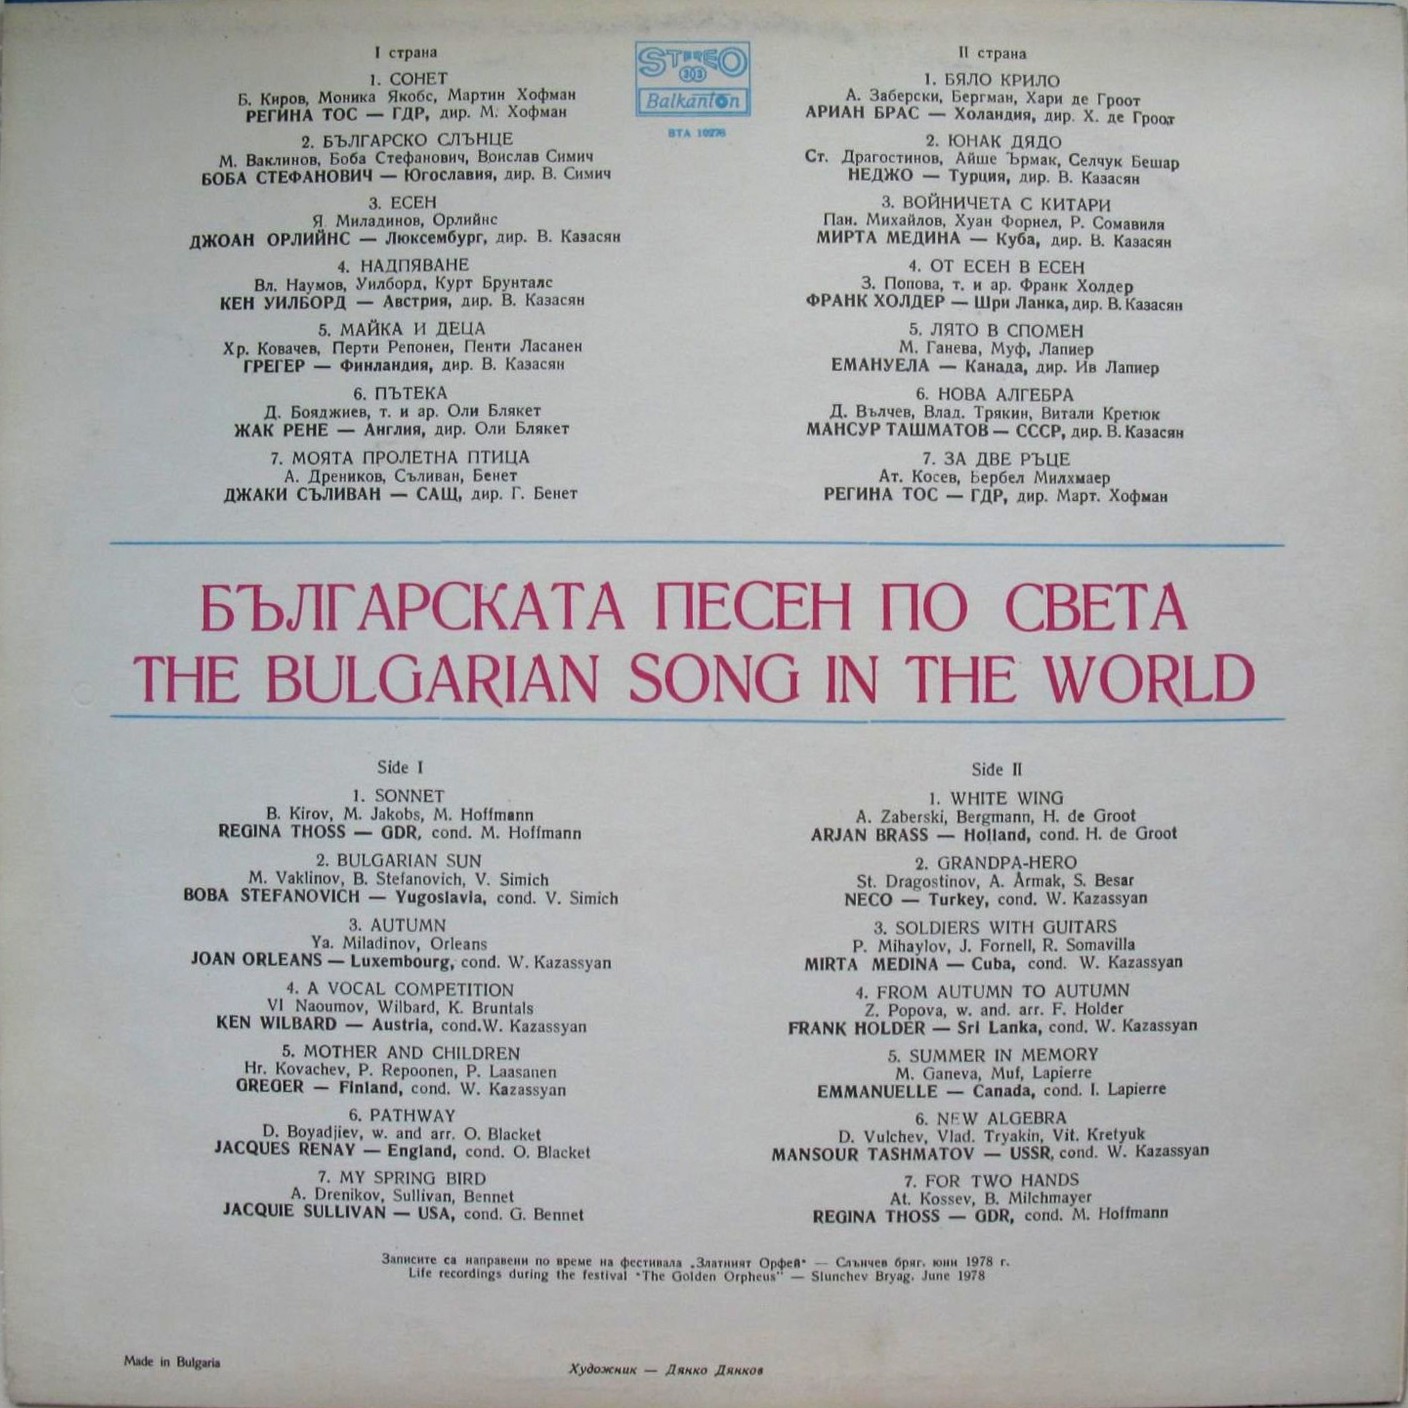 I страна
1. СОНЕТ
Б. Киров, Моника Якобс, Мартин Хофман
РЕГИНА ТОС — ГДР, дир. М. Хофман
2. БЪЛГАРСКО СЛЪНЦЕ
М. Ваклинов, Боба Стефанович, Воислав Симич
БОБА СТЕФАНОВИЧ — Югославия, дир. В. Симич
3. ЕСЕН
Я. Миладинов, Орлийнс
ДЖОАН ОРЛИЙНС — Люксембург, дир. В. Казасян
4. НАДПЯВАНЕ
Вл. Наумов, Уилборд, Курт Брунталс
КЕН УИЛБОРД — Австрия, дир. В. Казасян
5. МАЙКА И ДЕЦА
Хр. Ковачев, Перти Репонен, Пенти Ласанен
ГРЕГЕР — Финландия, дир. В. Казасян
6. ПЪТЕКА
Д. Бояджиев, т. и ар. Оли Блякет
ЖАК РЕНЕ — Англия, дир. Оли Блякет
7. МОЯТА ПРОЛЕТНА ПТИЦА
А. Дреников, Съливан, Бенет
ДЖАКИ СЪЛИВАН — САЩ, дир. Г. Бенет
STEREO
303
Balkanton
ВТА 10276
II страна
1. БЯЛО КРИЛО
А. Заберски, Бергман, Хари де Гроот
АРИАН БРАС — Холандия, дир. Х. де Гроот
2. ЮНАК ДЯДО
Ст. Драгостинов, Айше Ърмак, Селчук Бешар
НЕДЖО — Турция, дир. В. Казасян
3. ВОЙНИЧЕТА С КИТАРИ
Пан. Михайлов, Хуан Форнел, Р. Сомавиля
МИРТА МЕДИНА — Куба, дир. В. Казасян
4. ОТ ЕСЕН В ЕСЕН
З. Попова, т. и ар. Франк Холдер
ФРАНК ХОЛДЕР — Шри Ланка, дир. В. Казасян
5. ЛЯТО В СПОМЕН
М. Ганева, Муф, Лапиер
ЕМАНУЕЛА — Канада, дир. Ив Лапиер
6. НОВА АЛГЕБРА
Д. Вълчев, Влад. Трякин, Витали Кретюк
МАНСУР ТАШМАТОВ — СССР, дир. В. Казасян
7. ЗА ДВЕ РЪЦЕ
Ат. Косев, Бербел Милхмаер
РЕГИНА ТОС — ГДР, дир. Март. Хофман
БЪЛГАРСКАТА ПЕСЕН ПО СВЕТА
THE BULGARIAN SONG IN THE WORLD
Side I
1. SONNET
B. Kirov, M. Jakobs, M. Hoffmann
REGINA THOSS — GDR, cond. M. Hoffmann
2. BULGARIAN SUN
M. Vaklinov, B. Stefanovich, V. Simich
BOBA STEFANOVICH — Yugoslavia, cond. V. Simich
3. AUTUMN
Ya. Miladinov, Orleans
JOAN ORLEANS — Luxembourg, cond. W. Kazassyan
4. A VOCAL COMPETITION
Vl Naoumov, Wilbard, K. Bruntals
KEN WILBARD — Austria, cond.W. Kazassyan
5. MOTHER AND CHILDREN
Hr. Kovachev, P. Repoonen, P. Laasanen
GREGER — Finland, cond. W. Kazassyan
6. PATHWAY
D. Boyadjiev, w. and arr. O. Blacket
JACQUES RENAY — England, cond. O. Blacket
7. MY SPRING BIRD
A. Drenikov, Sullivan, Bennet
JACQUIE SULLIVAN — USA, cond. G. Bennet
Side II
1. WHITE WING
A. Zaberski, Bergmann, H. de Groot
ARJAN BRASS — Holland, cond. H. de Groot
2. GRANDPA-HERO
St. Dragostinov, A. Armak, S. Besar
NECO — Turkey, cond. W. Kazassyan
3. SOLDIERS WITH GUITARS
P. Mihaylov, J. Fornell, R. Somavilla
MIRTA MEDINA — Cuba, cond. W. Kazassyan
4. FROM AUTUMN TO AUTUMN
Z. Popova, w. and. arr. F. Holder
FRANK HOLDER — Sri Lanka, cond. W. Kazassyan
5. SUMMER IN MEMORY
M. Ganeva, Muf, Lapierre
EMMANUELLE — Canada, cond. I. Lapierre
6. NEW ALGEBRA
D. Vulchev, Vlad. Tryakin, Vit. Kretyuk
MANSOUR TASHMATOV — USSR, cond. W. Kazassyan
7. FOR TWO HANDS
At. Kossev, B. Milchmayer
REGINA THOSS — GDR, cond. M. Hoffmann
Записите са направени по време на фестивала „Златният Орфей“ — Слънчев бряг, юни 1978 г.
Life recordings during the festival "The Golden Orpheus" — Slunchev Bryag, June 1978
Made in Bulgaria
Художник — Дянко Дянков